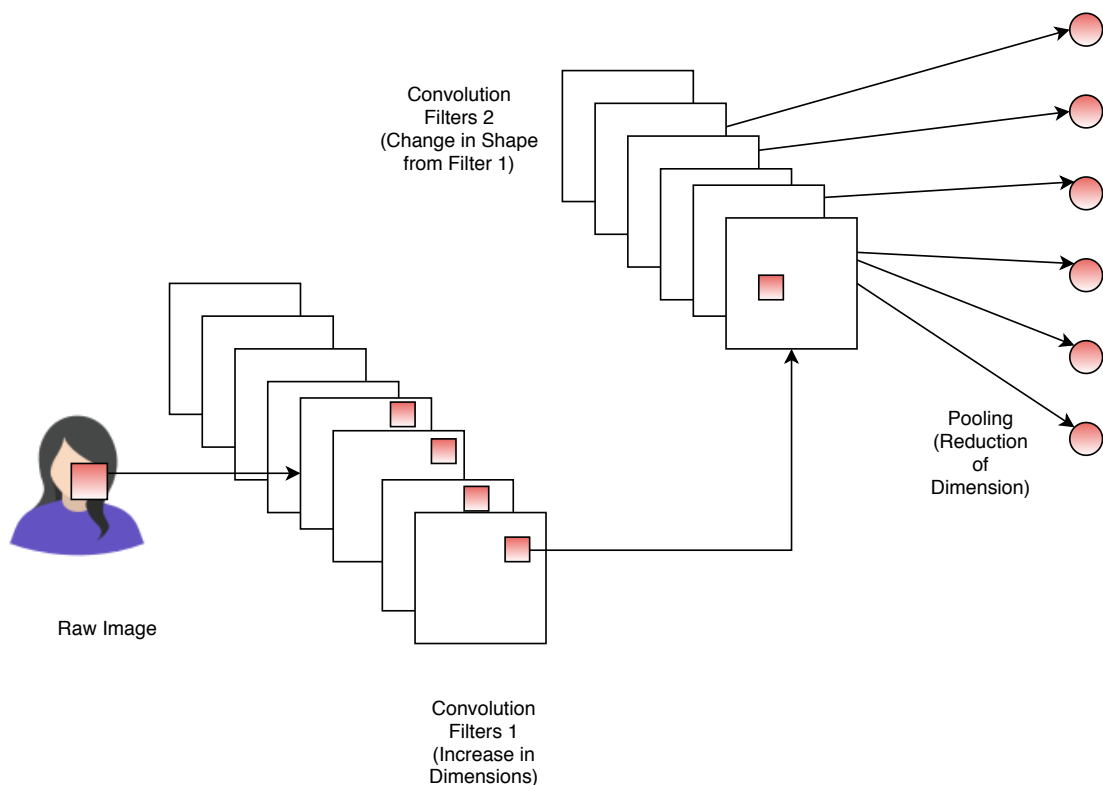 Convolution
Filters 2
(Change in Shape
from Filter 1)
Pooling
(Reduction
of
Dimension)
Raw Image
Convolution
Filters 1
(Increase in
Dimensions)